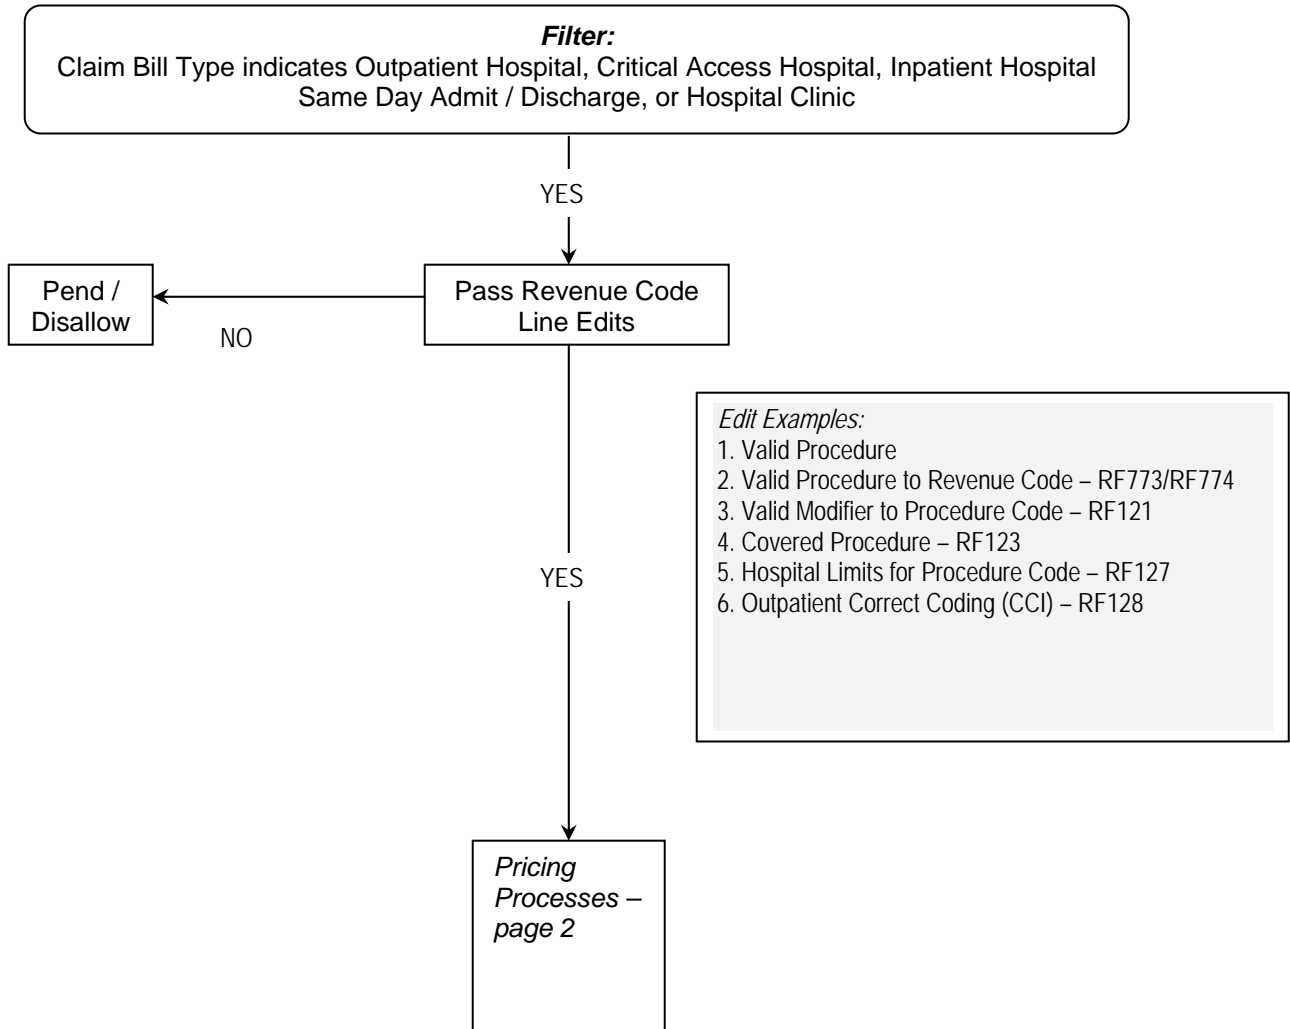 Filter:
Claim Bill Type indicates Outpatient Hospital, Critical Access Hospital, Inpatient Hospital
Same Day Admit / Discharge, or Hospital Clinic
YES
Pend /
Disallow
NO
Pass Revenue Code
Line Edits
Edit Examples:
1. Valid Procedure
2. Valid Procedure to Revenue Code – RF773/RF774
3. Valid Modifier to Procedure Code – RF121
4. Covered Procedure – RF123
5. Hospital Limits for Procedure Code – RF127
6. Outpatient Correct Coding (CCI) – RF128
YES
Pricing
Processes –
page 2